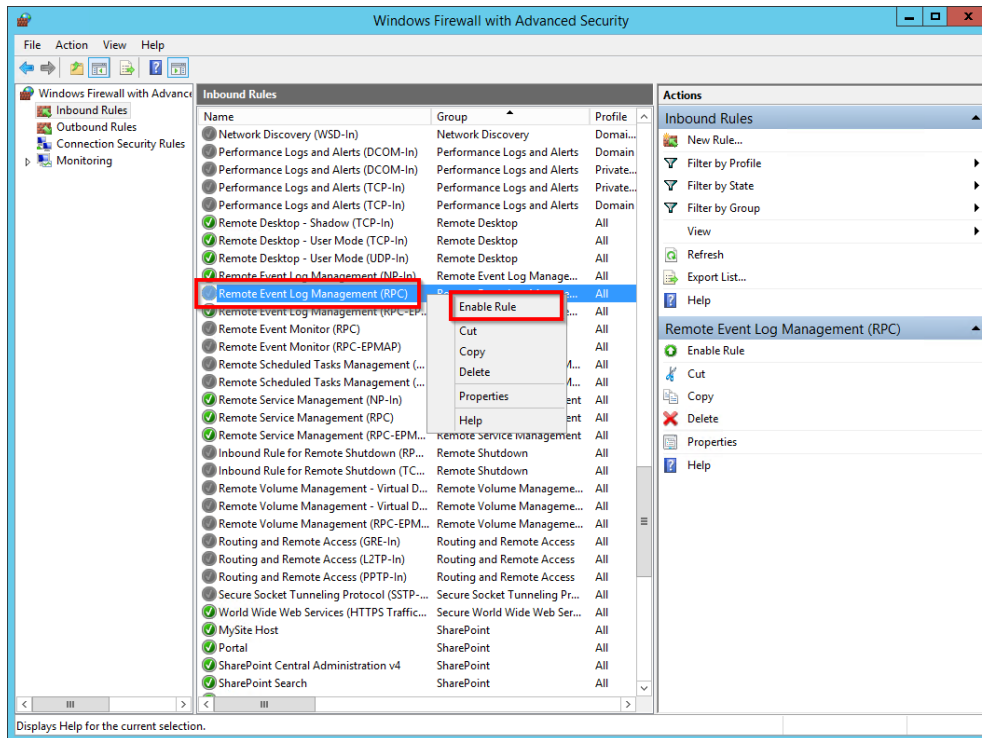 Windows Firewall with Advanced Security
File Action View Help
Windows Firewall with Advance
Inbound Rules
Outbound Rules
Connection Security Rules
Monitoring
Inbound Rules
Name Group Profile
Network Discovery (WSD-In) Network Discovery Domai...
Performance Logs and Alerts (DCOM-In) Performance Logs and Alerts Domain
Performance Logs and Alerts (DCOM-In) Performance Logs and Alerts Private...
Performance Logs and Alerts (TCP-In) Performance Logs and Alerts Private...
Performance Logs and Alerts (TCP-In) Performance Logs and Alerts Domain
Remote Desktop - Shadow (TCP-In) Remote Desktop All
Remote Desktop - User Mode (TCP-In) Remote Desktop All
Remote Desktop - User Mode (UDP-In) Remote Desktop All
Remote Event Log Management (NP-In) Remote Event Log Manage... All
Remote Event Log Management (RPC) All
Remote Event Log Management (RPC-EP... All
Remote Event Monitor (RPC) All
Remote Event Monitor (RPC-EPMAP) All
Remote Scheduled Tasks Management (... All
Remote Scheduled Tasks Management (... All
Remote Service Management (NP-In) All
Remote Service Management (RPC) All
Remote Service Management (RPC-EPM... Remote Service Management All
Inbound Rule for Remote Shutdown (RP... Remote Shutdown All
Inbound Rule for Remote Shutdown (TC... Remote Shutdown All
Remote Volume Management - Virtual D... Remote Volume Manageme... All
Remote Volume Management - Virtual D... Remote Volume Manageme... All
Remote Volume Management (RPC-EPM... Remote Volume Manageme... All
Routing and Remote Access (GRE-In) Routing and Remote Access All
Routing and Remote Access (L2TP-In) Routing and Remote Access All
Routing and Remote Access (PPTP-In) Routing and Remote Access All
Secure Socket Tunneling Protocol (SSTP-... Secure Socket Tunneling Pr... All
World Wide Web Services (HTTPS Traffic... Secure World Wide Web Ser... All
MySite Host SharePoint All
Portal SharePoint All
SharePoint Central Administration v4 SharePoint All
SharePoint Search SharePoint All
Enable Rule
Cut
Copy
Delete
Properties
Help
Actions
Inbound Rules
New Rule...
Filter by Profile
Filter by State
Filter by Group
View
Refresh
Export List...
Help
Remote Event Log Management (RPC)
Enable Rule
Cut
Copy
Delete
Properties
Help
Displays Help for the current selection.